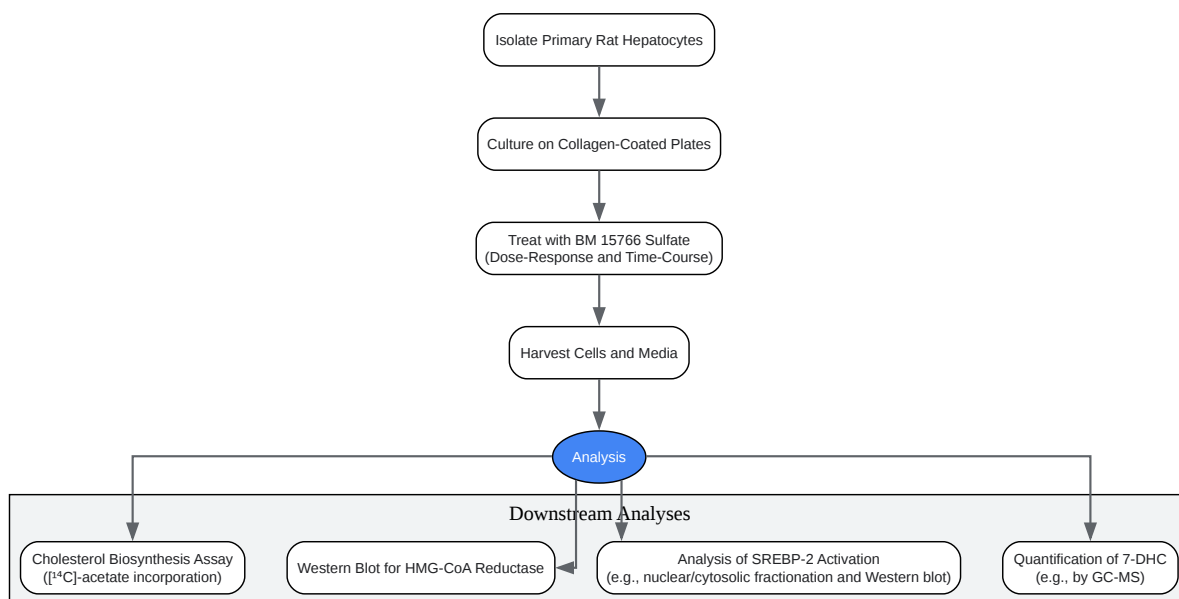 Isolate Primary Rat Hepatocytes
Culture on Collagen-Coated Plates
Treat with BM 15766 Sulfate
(Dose-Response and Time-Course)
Harvest Cells and Media
Analysis
Downstream Analyses
Cholesterol Biosynthesis Assay
([¹⁴C]-acetate incorporation)
Western Blot for HMG-CoA Reductase
Analysis of SREBP-2 Activation
(e.g., nuclear/cytosolic fractionation and Western blot)
Quantification of 7-DHC
(e.g., by GC-MS)